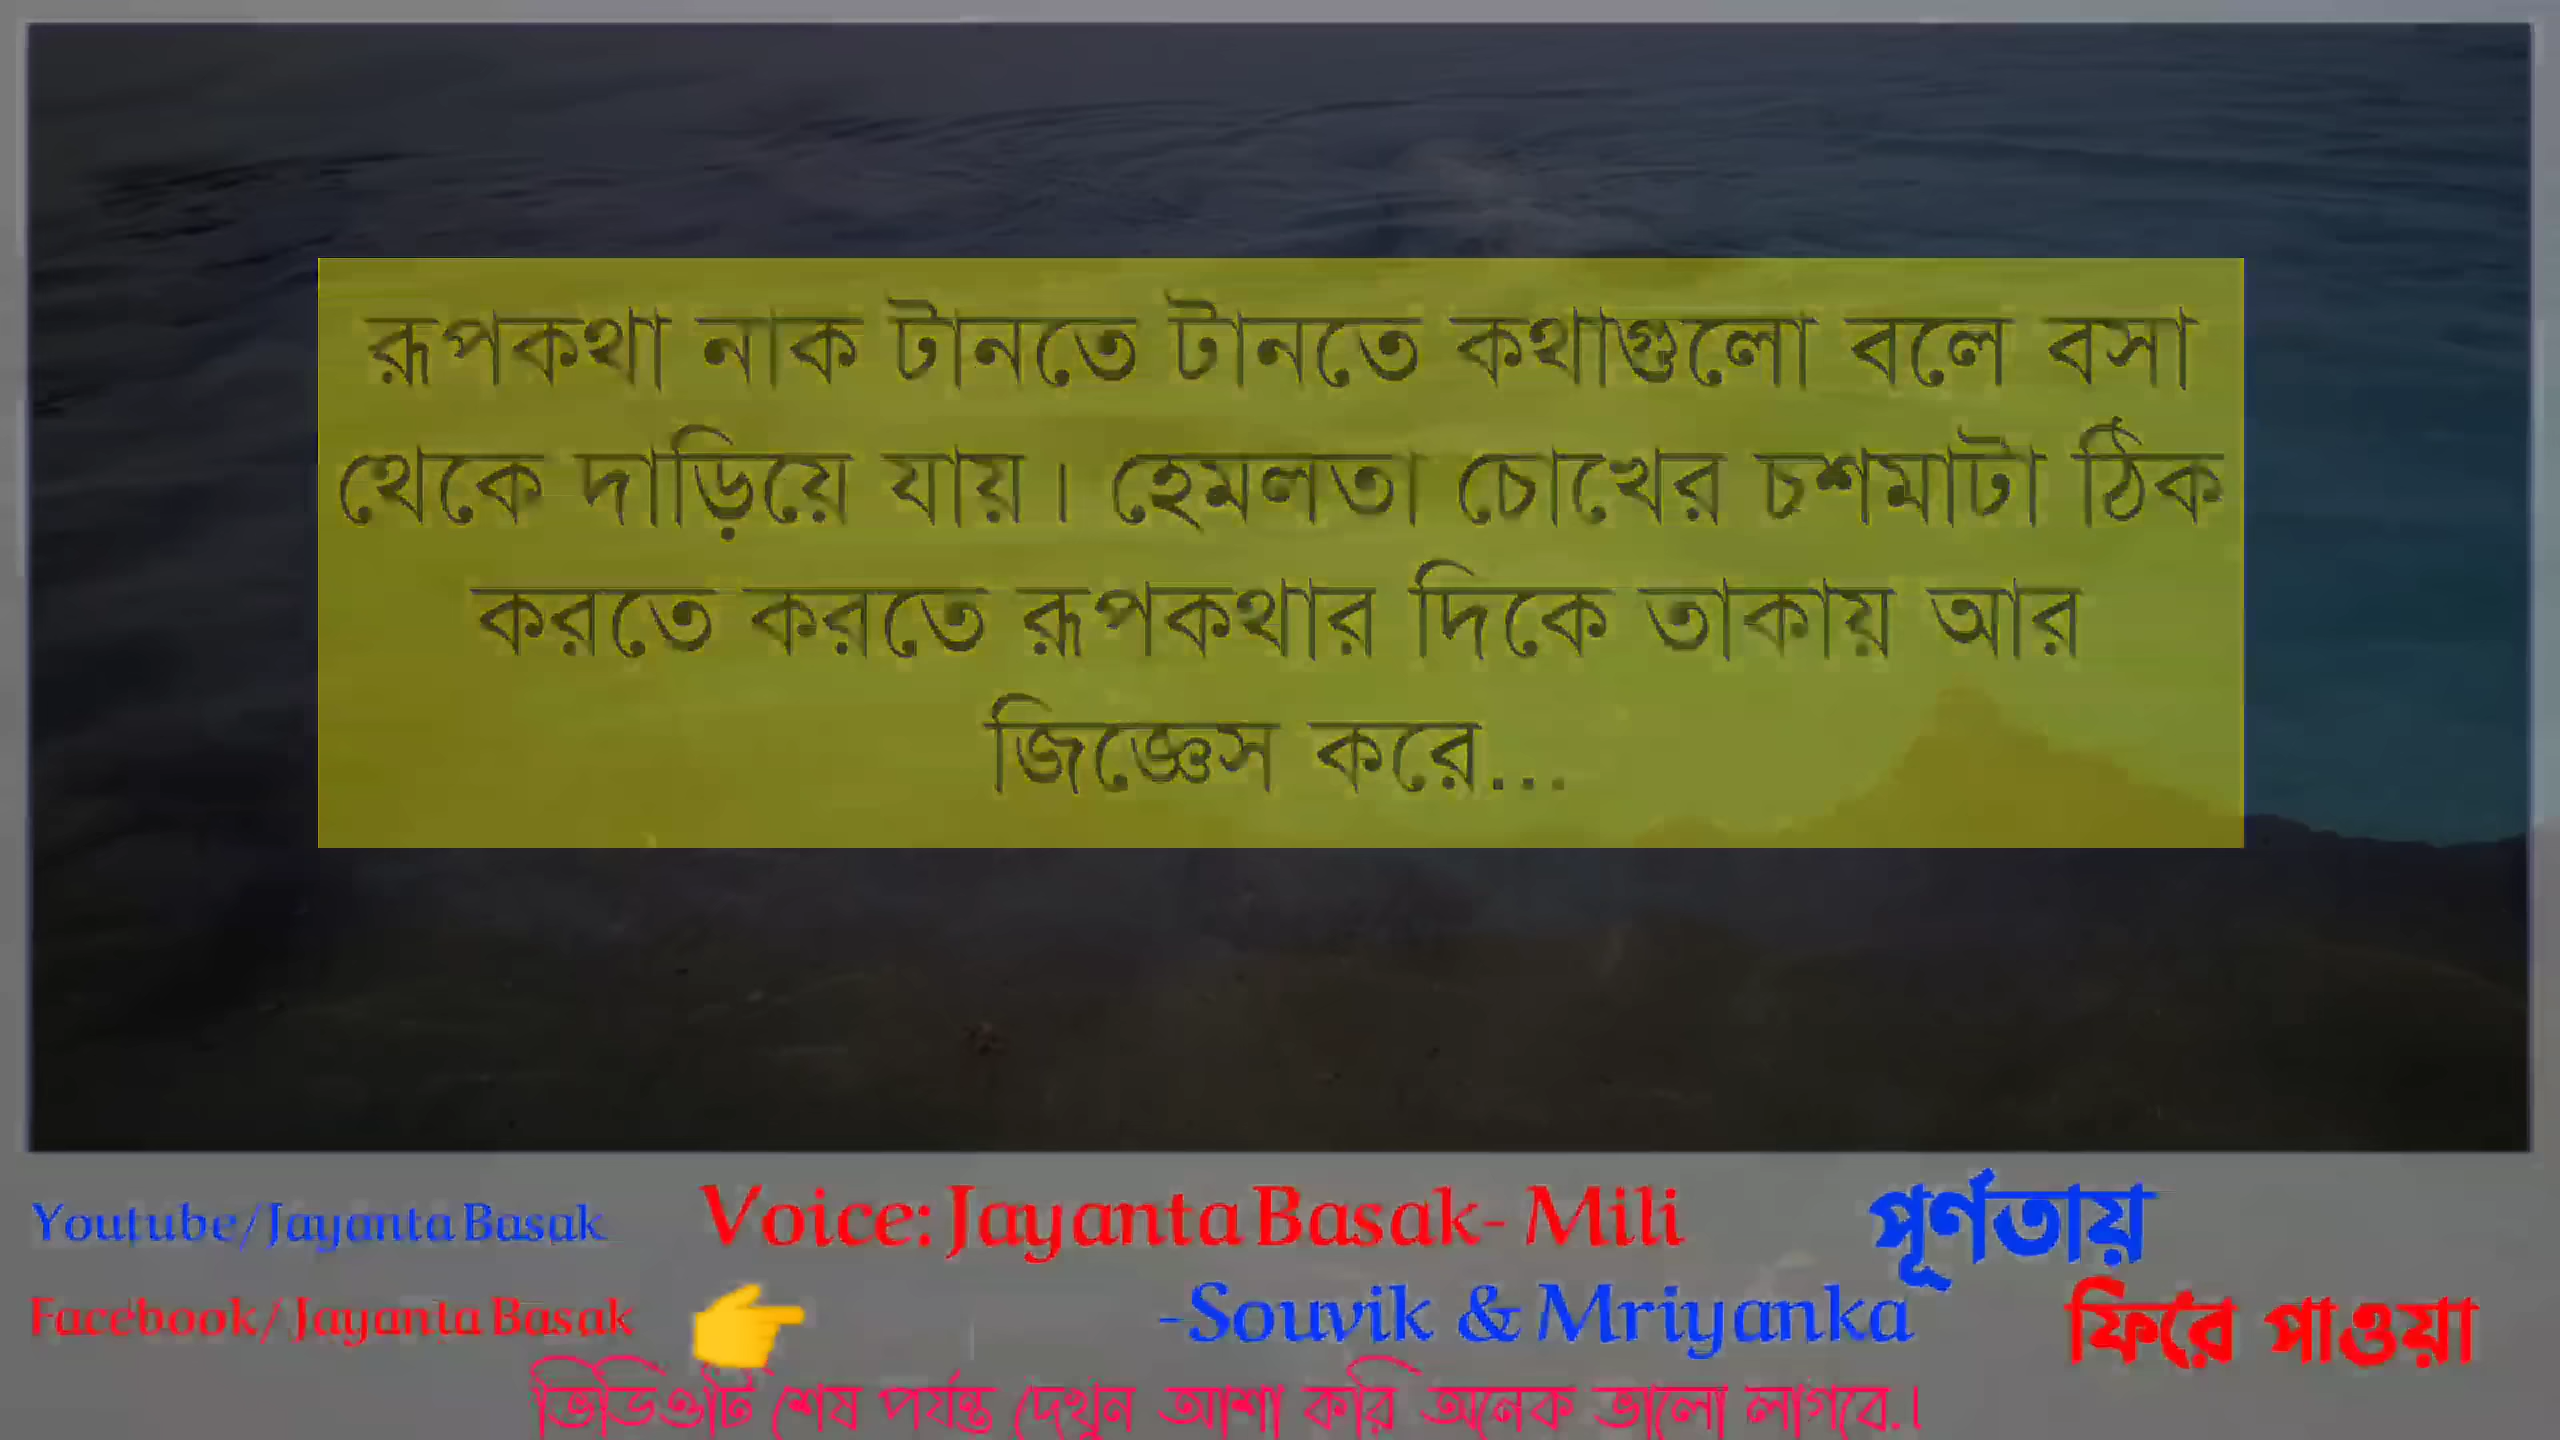 রূপকথা নাক টানতে টানতে কথাগুলো বলে বসা
থেকে দাড়িয়ে যায়। হেমলতা চোখের চশমাটা ঠিক
করতে করতে রূপকথার দিকে তাকায় আর
জিজ্ঞেস করে...
Youtube/Jayanta Basak
Voice: Jayanta Basak- Mili
পূর্ণতায়
Facebook/Jayanta Basak
-Souvik & Mriyanka
ফিরে পাওয়া
ভিডিওটি শেষ পর্যন্ত দেখুন আশা করি অনেক ভালো লাগবে.।